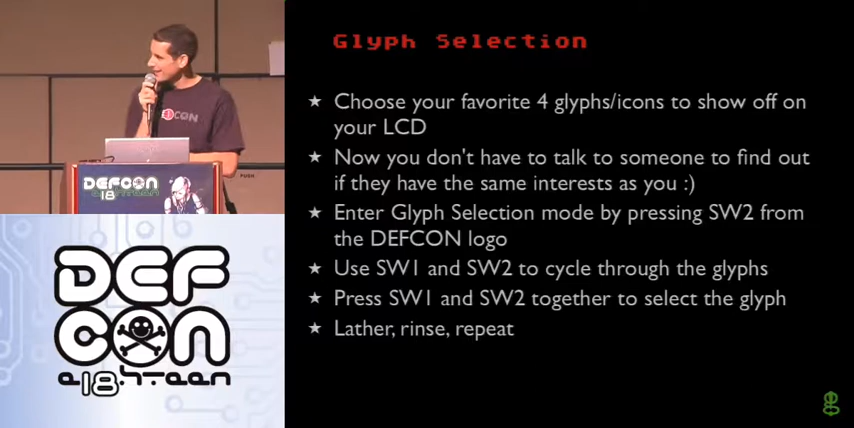 Glyph Selection
★ Choose your favorite 4 glyphs/icons to show off on
your LCD
★ Now you don't have to talk to someone to find out
if they have the same interests as you :)
★ Enter Glyph Selection mode by pressing SW2 from
the DEFCON logo
★ Use SW1 and SW2 to cycle through the glyphs
★ Press SW1 and SW2 together to select the glyph
★ Lather, rinse, repeat
CON
PUSH
DEFCON
18
DEF
CON
e18hteen